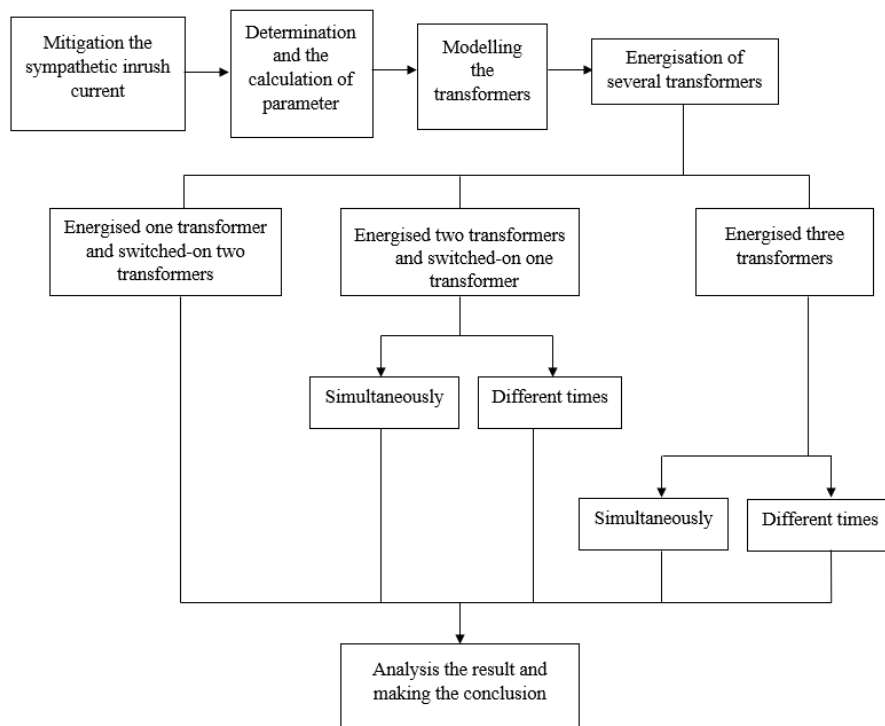 Mitigation the
sympathetic inrush
current
Determination
and the
calculation of
parameter
Modelling
the
transformers
Energisation of
several transformers
Energised one transformer
and switched-on two
transformers
Energised two transformers
and switched-on one
transformer
Energised three
transformers
Simultaneously
Different times
Simultaneously
Different times
Analysis the result and
making the conclusion